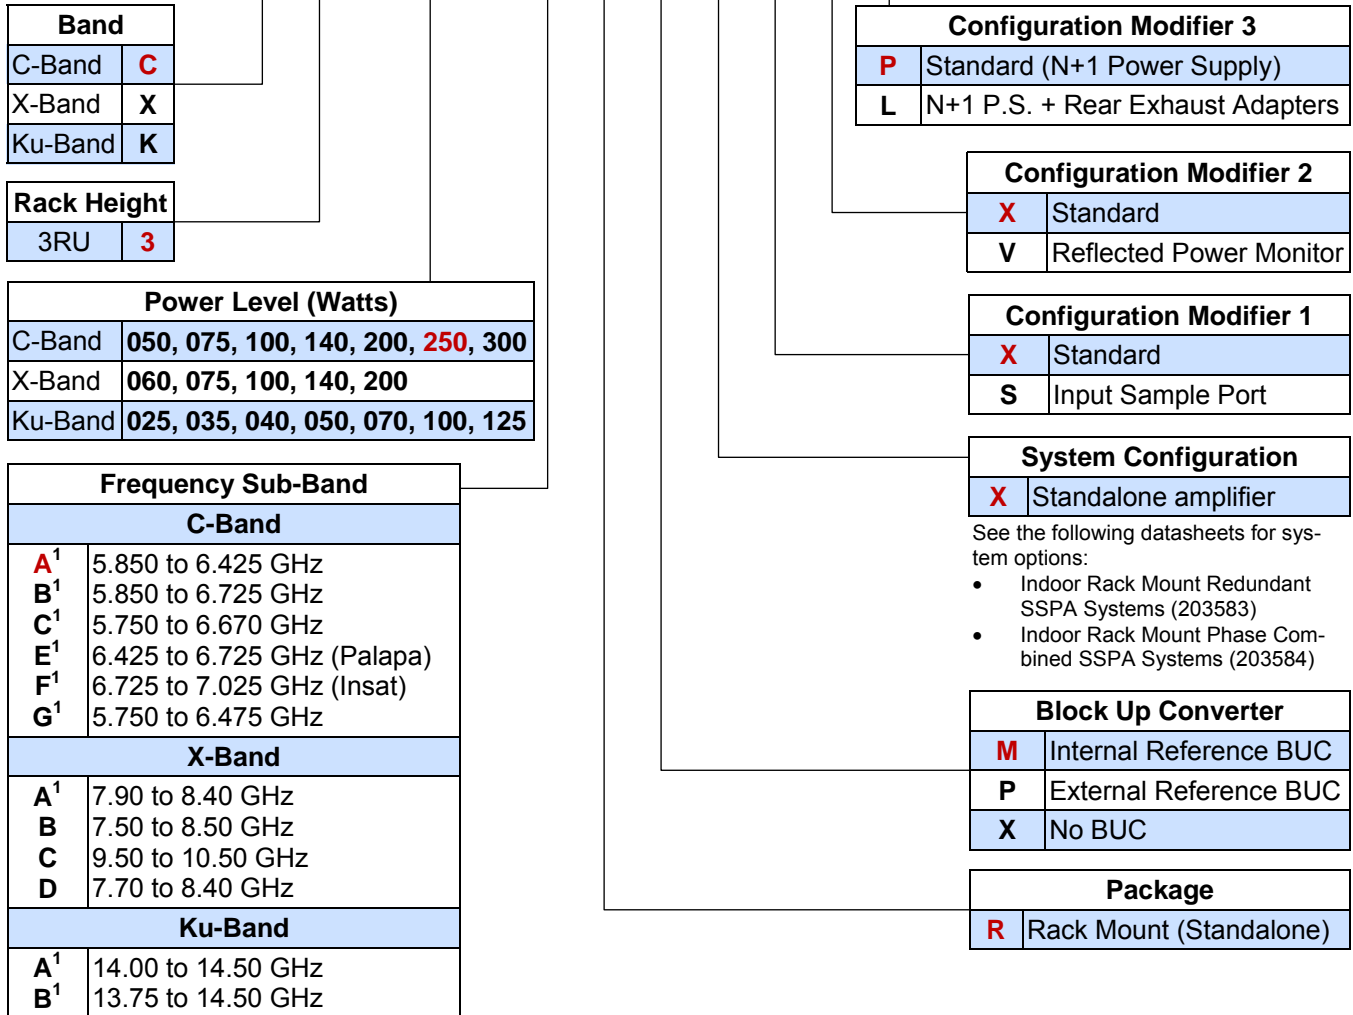 Band
C-Band C
X-Band X
Ku-Band K
Rack Height
3RU 3
Power Level (Watts)
C-Band 050, 075, 100, 140, 200, 250, 300
X-Band 060, 075, 100, 140, 200
Ku-Band 025, 035, 040, 050, 070, 100, 125
Frequency Sub-Band
C-Band
A¹ 5.850 to 6.425 GHz
B¹ 5.850 to 6.725 GHz
C¹ 5.750 to 6.670 GHz
E¹ 6.425 to 6.725 GHz (Palapa)
F¹ 6.725 to 7.025 GHz (Insat)
G¹ 5.750 to 6.475 GHz
X-Band
A¹ 7.90 to 8.40 GHz
B 7.50 to 8.50 GHz
C 9.50 to 10.50 GHz
D 7.70 to 8.40 GHz
Ku-Band
A¹ 14.00 to 14.50 GHz
B¹ 13.75 to 14.50 GHz
Configuration Modifier 3
P Standard (N+1 Power Supply)
L N+1 P.S. + Rear Exhaust Adapters
Configuration Modifier 2
X Standard
V Reflected Power Monitor
Configuration Modifier 1
X Standard
S Input Sample Port
System Configuration
X Standalone amplifier
See the following datasheets for sys-
tem options:
• Indoor Rack Mount Redundant
SSPA Systems (203583)
• Indoor Rack Mount Phase Com-
bined SSPA Systems (203584)
Block Up Converter
M Internal Reference BUC
P External Reference BUC
X No BUC
Package
R Rack Mount (Standalone)